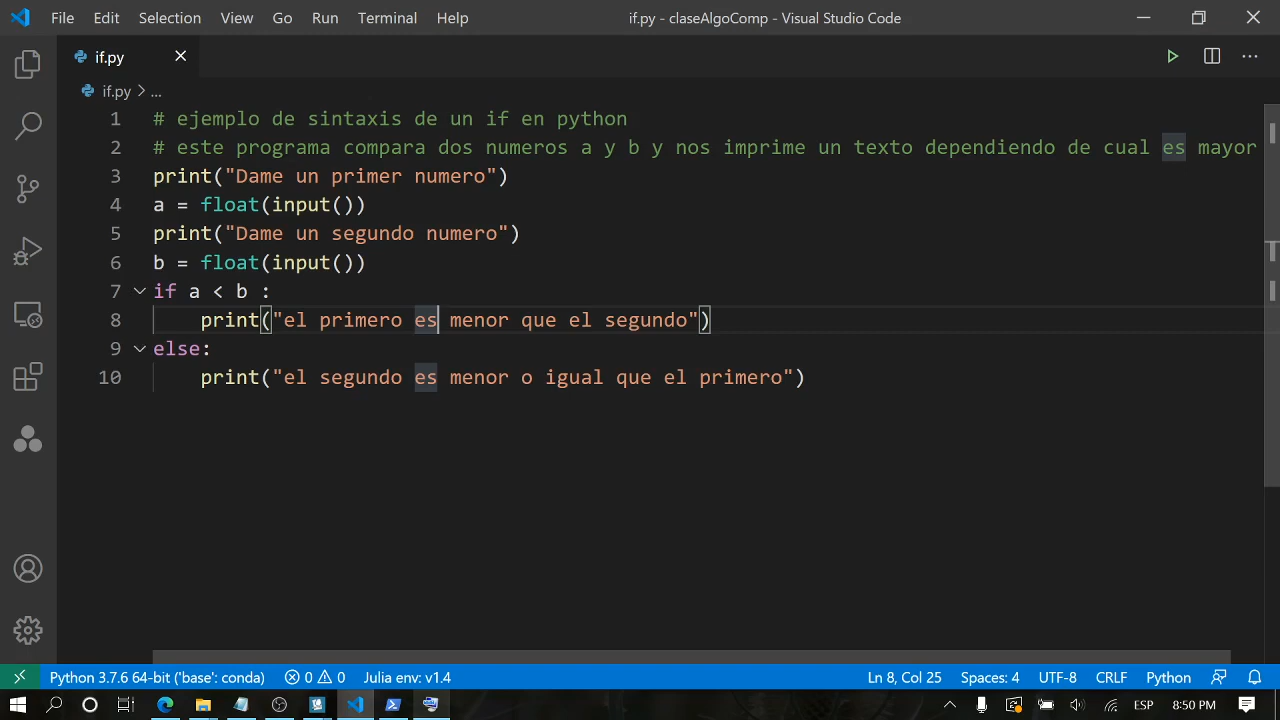 File Edit Selection View Go Run Terminal Help if.py - claseAlgoComp - Visual Studio Code
if.py
if.py > ...
1 # ejemplo de sintaxis de un if en python
2 # este programa compara dos numeros a y b y nos imprime un texto dependiendo de cual es mayor
3 print("Dame un primer numero")
4 a = float(input())
5 print("Dame un segundo numero")
6 b = float(input())
7 if a < b :
8 print("el primero es menor que el segundo")
9 else:
10 print("el segundo es menor o igual que el primero")
Python 3.7.6 64-bit ('base': conda) 0 0 Julia env: v1.4 Ln 8, Col 25 Spaces: 4 UTF-8 CRLF Python
ESP 8:50 PM